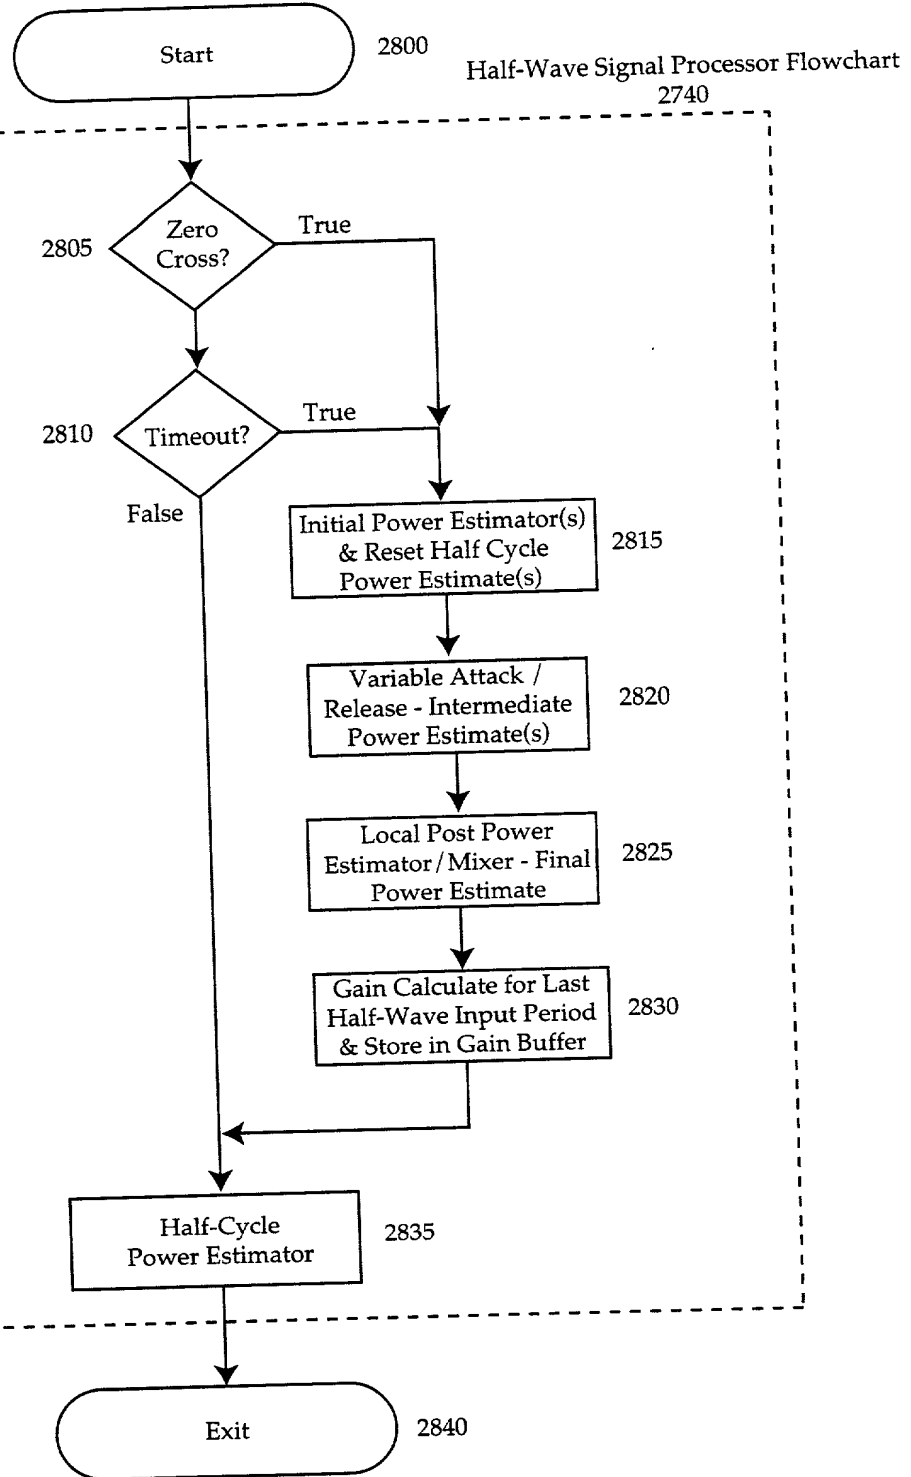 Start
2800
Half-Wave Signal Processor Flowchart
2740
Zero
Cross?
2805
True
Timeout?
2810
True
False
Initial Power Estimator(s)
& Reset Half Cycle
Power Estimate(s)
2815
Variable Attack /
Release - Intermediate
Power Estimate(s)
2820
Local Post Power
Estimator/Mixer - Final
Power Estimate
2825
Gain Calculate for Last
Half-Wave Input Period
& Store in Gain Buffer
2830
Half-Cycle
Power Estimator
2835
Exit
2840